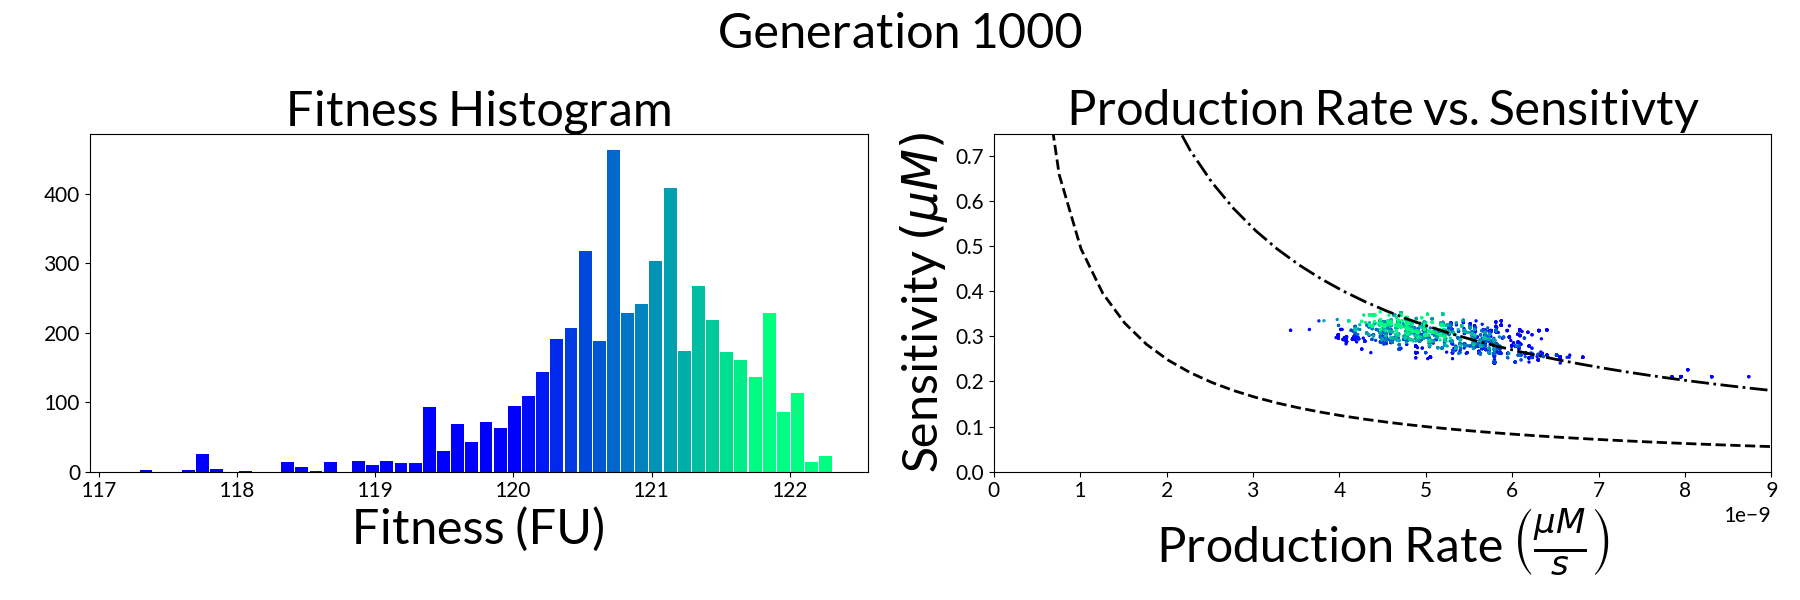 Generation 1000
Fitness Histogram
400
300
200
100
0
117 118 119 120 121 122
Fitness (FU)
Production Rate vs. Sensitivty
Sensitivity (μM)
0.7
0.6
0.5
0.4
0.3
0.2
0.1
0.0
0 1 2 3 4 5 6 7 8 9
1e−9
Production Rate (μM/s)